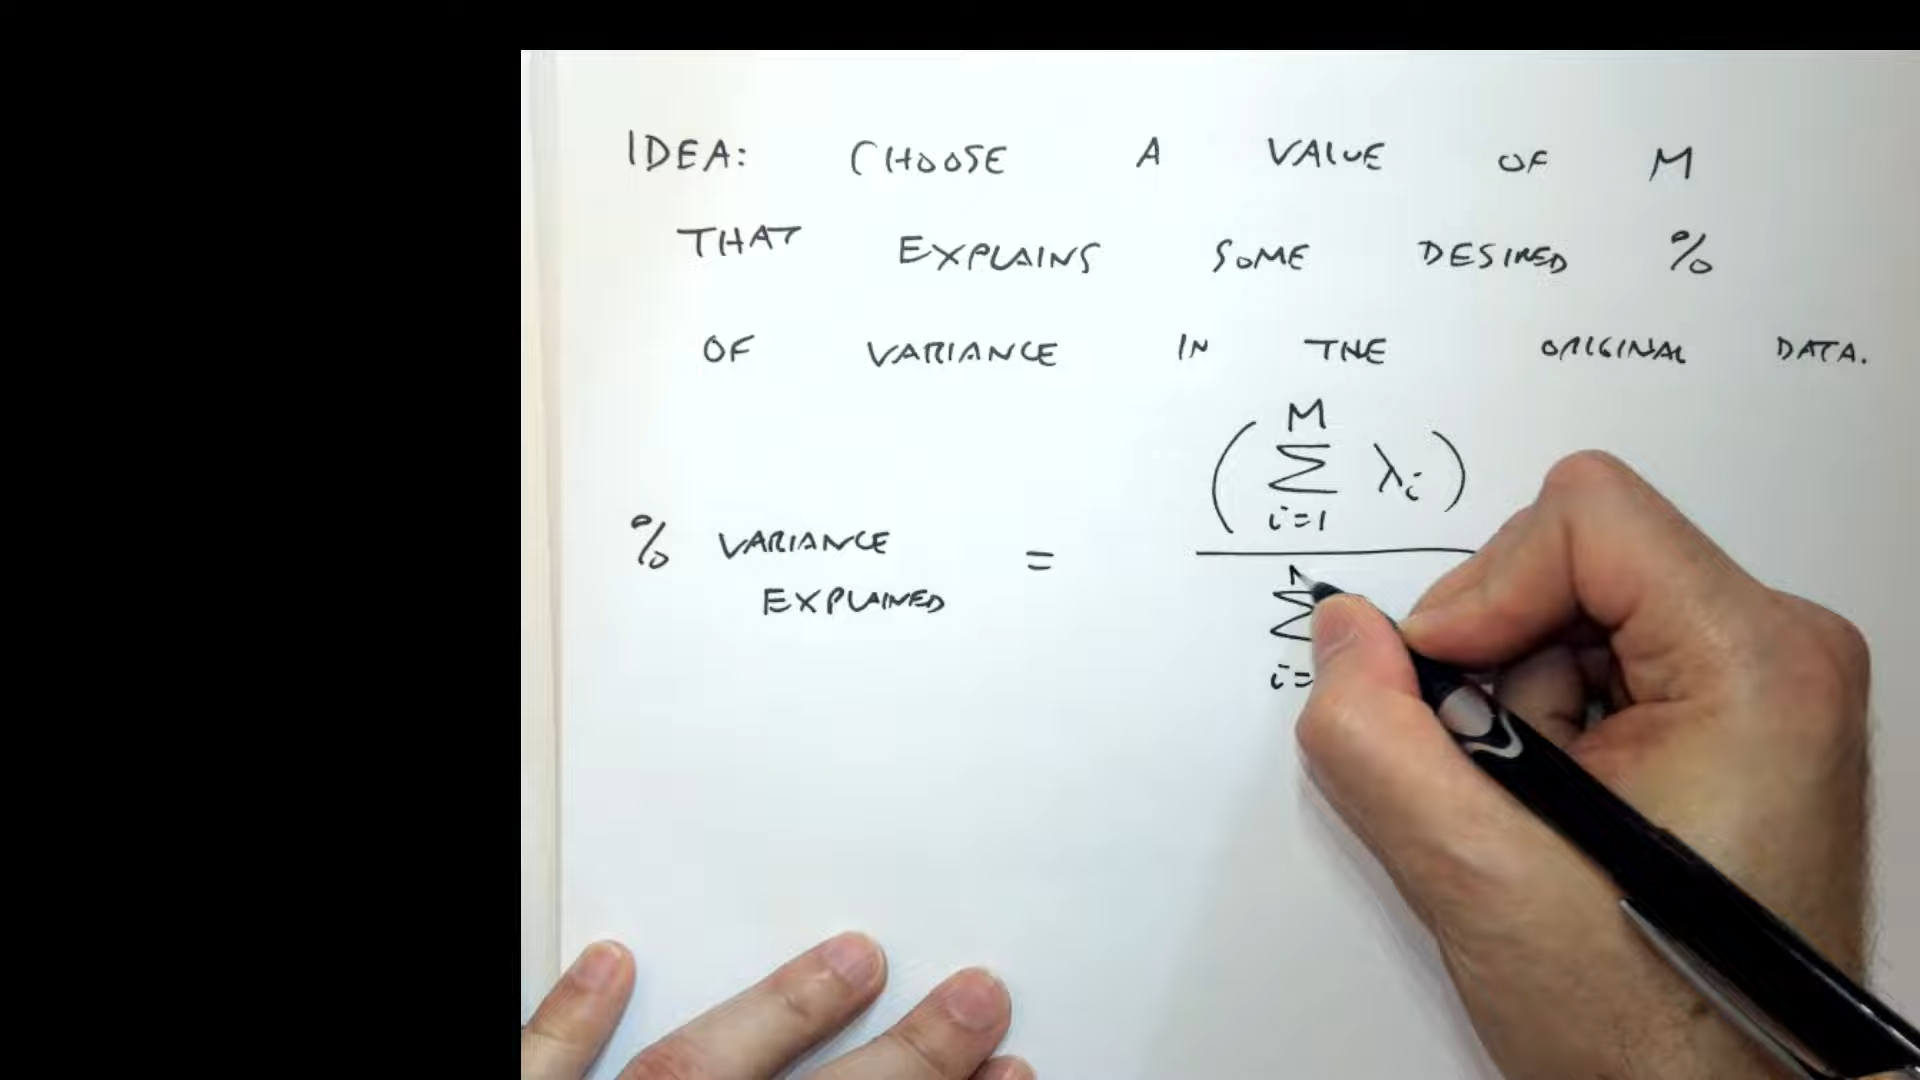 IDEA: CHOOSE A VALUE OF M
THAT EXPLAINS SOME DESIRED %
OF VARIANCE IN THE ORIGINAL DATA.
% VARIANCE EXPLAINED =
M
( Σ λi )
i=1
Σ
i=